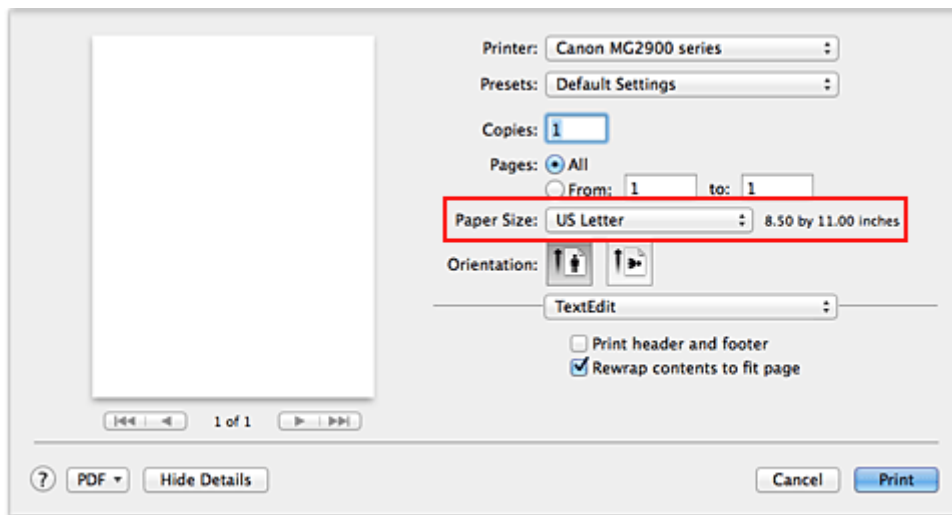 Printer: Canon MG2900 series
Presets: Default Settings
Copies: 1
Pages: All
From: 1 to: 1
Paper Size: US Letter 8.50 by 11.00 inches
Orientation:
TextEdit
Print header and footer
Rewrap contents to fit page
1 of 1
? PDF Hide Details Cancel Print